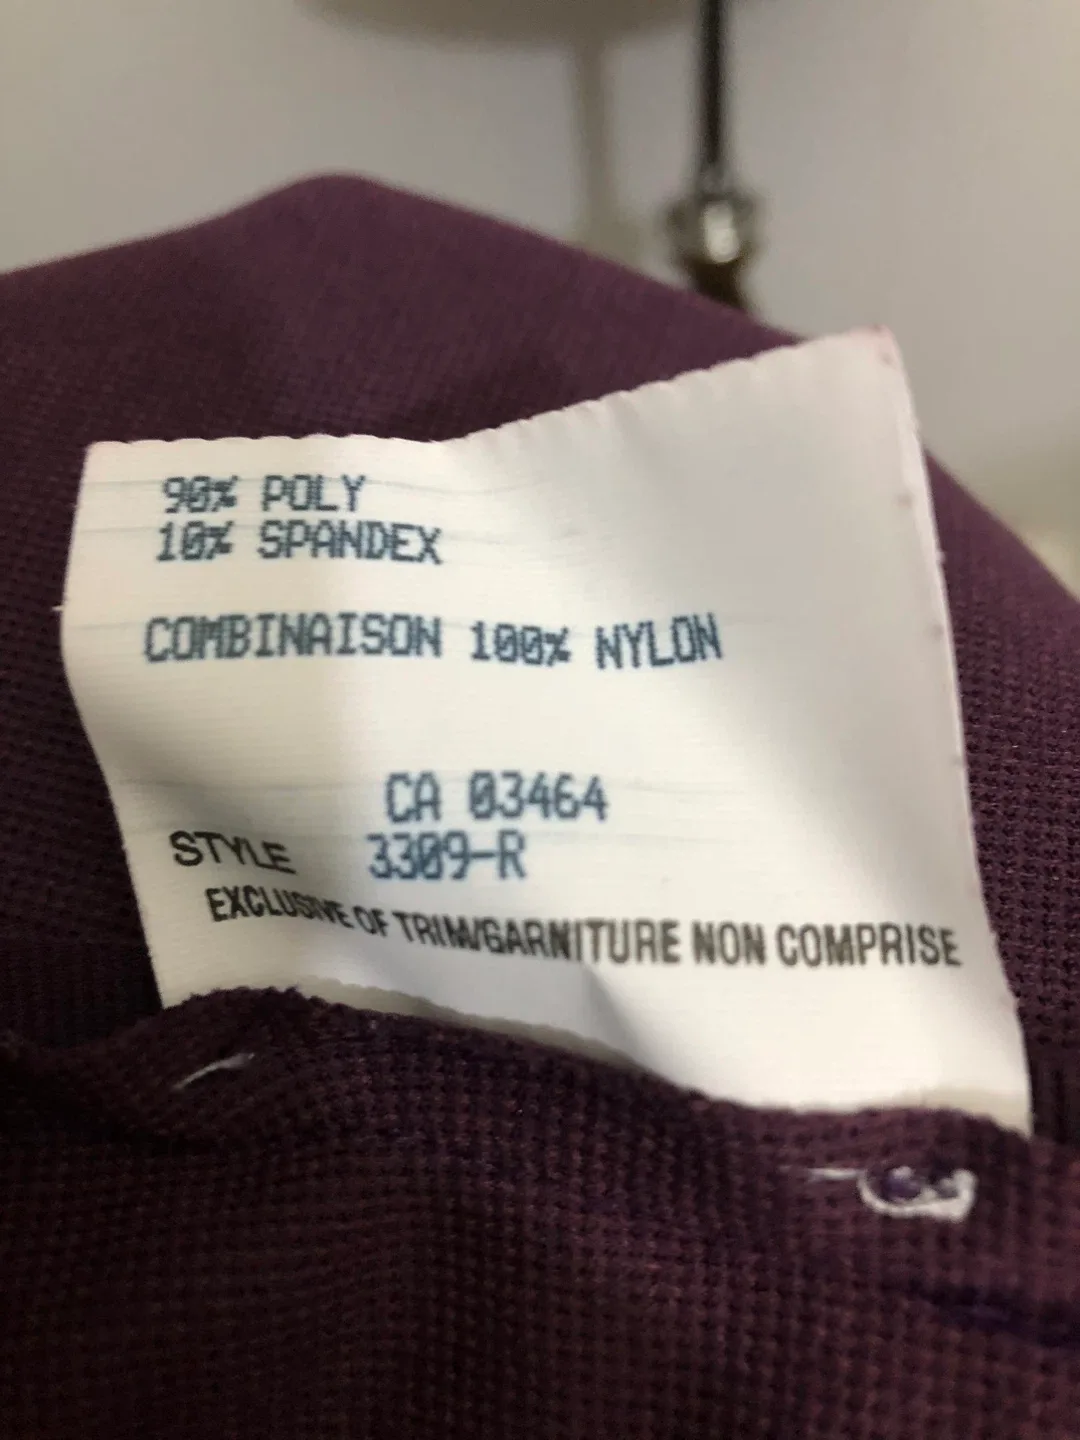 90% POLY
10% SPANDEX
COMBINAISON 100% NYLON
CA 03464
STYLE 3309-R
EXCLUSIVE OF TRIM/GARNITURE NON COMPRISE